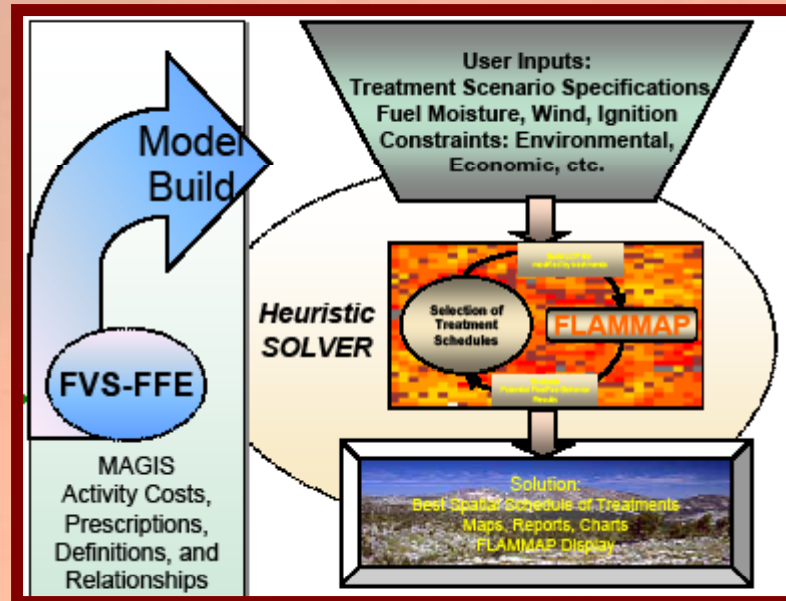 Model
Build
FVS-FFE
MAGIS
Activity Costs,
Prescriptions,
Definitions, and
Relationships
User Inputs:
Treatment Scenario Specifications
Fuel Moisture, Wind, Ignition
Constraints: Environmental,
Economic, etc.
Heuristic
SOLVER
Selection of
Treatment
Schedules
FLAMMAP
Results
Solution:
Best Spatial Schedule of Treatments
Maps, Reports, Charts
FLAMMAP Display